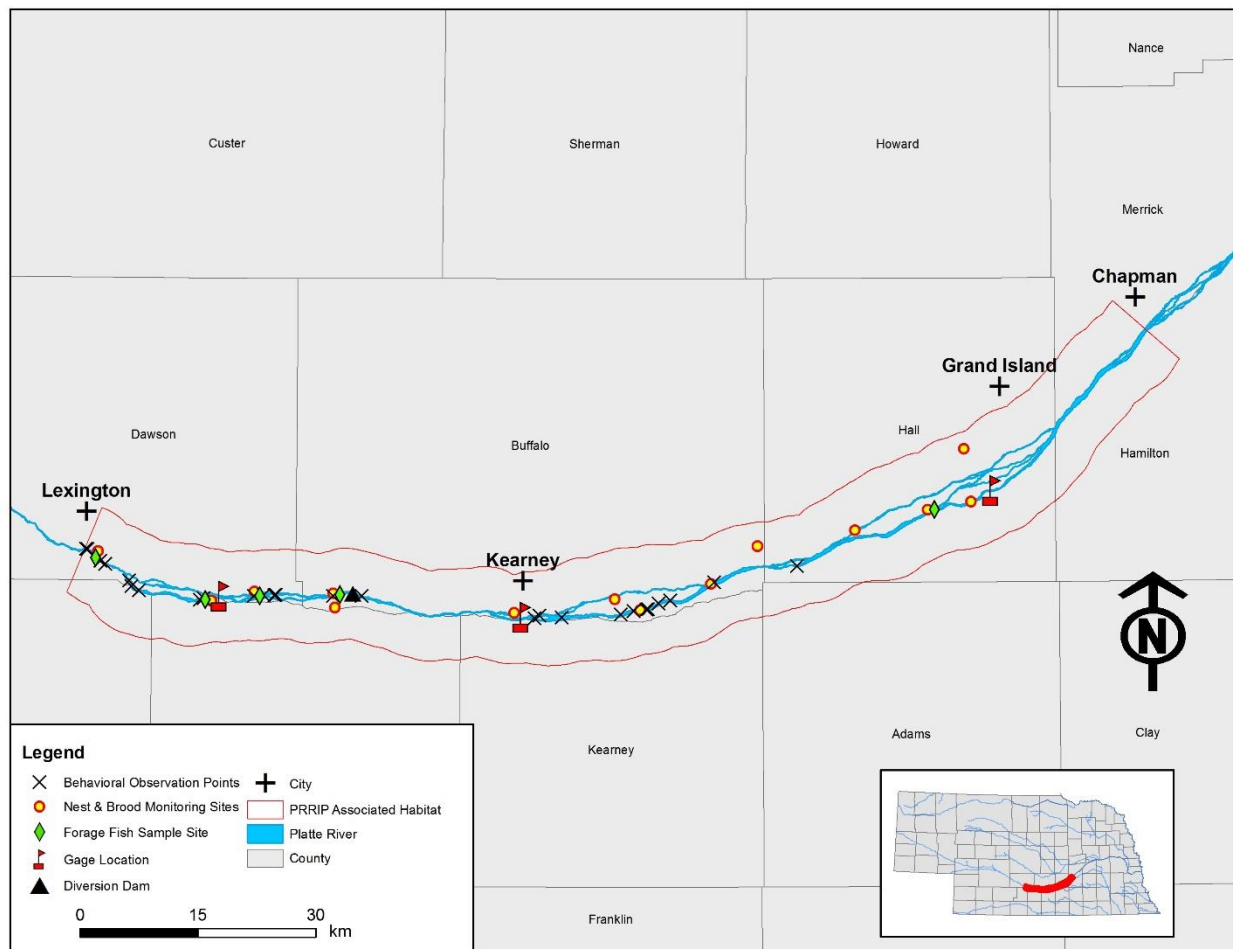 Nance
Custer
Sherman
Howard
Merrick
Chapman
Grand Island
Dawson
Buffalo
Hall
Hamilton
Lexington
Kearney
N
Kearney
Adams
Clay
Franklin
Legend
Behavioral Observation Points
City
Nest & Brood Monitoring Sites
PRRIP Associated Habitat
Forage Fish Sample Site
Platte River
Gage Location
County
Diversion Dam
0 15 30
km